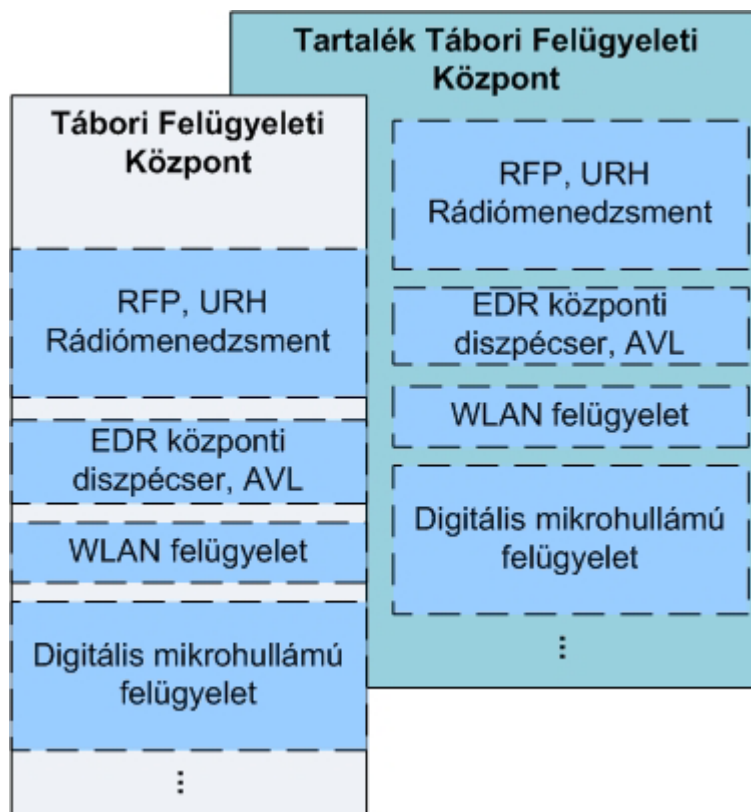 Tartalék Tábori Felügyeleti
Központ
RFP, URH
Rádiómenedzsment
EDR központi
diszpécser, AVL
WLAN felügyelet
Digitális mikrohullámú
felügyelet
...
Tábori Felügyeleti
Központ
RFP, URH
Rádiómenedzsment
EDR központi
diszpécser, AVL
WLAN felügyelet
Digitális mikrohullámú
felügyelet
...